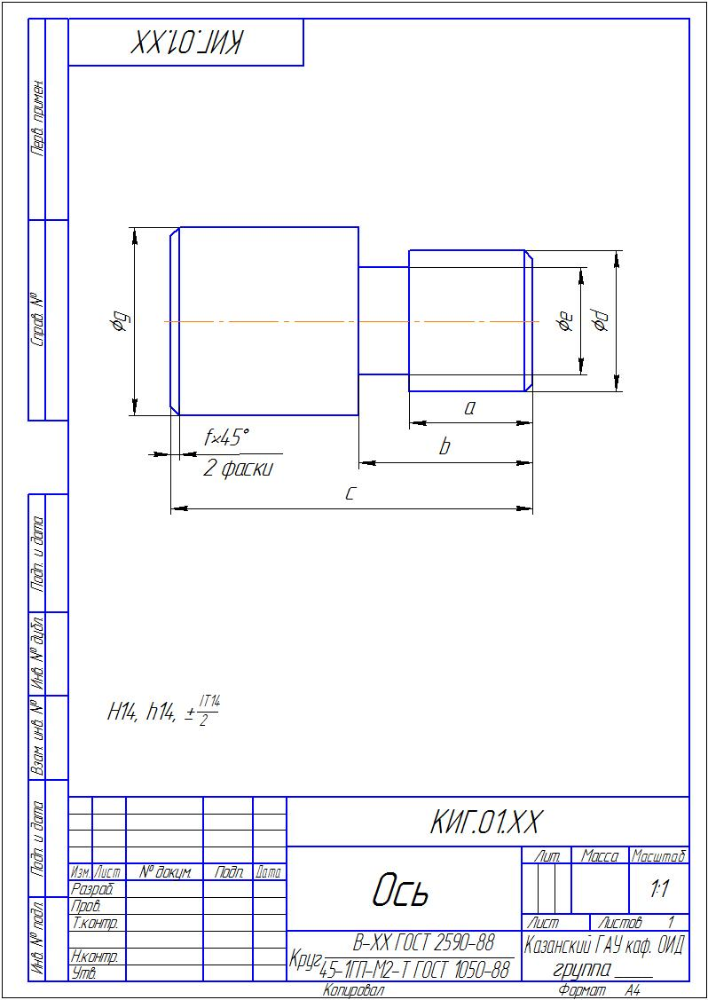 КИГ.01.ХХ
Перв. примен.
Справ. №
Подп. и дата
Инв. № дубл.
Взам. инв. №
Подп. и дата
Инв. № подл.
⌀g
⌀e
⌀d
a
b
c
f×45°
2 фаски
H14, h14, ±IT14/2
КИГ.01.ХХ
Изм. Лист № докум. Подп. Дата
Разраб.
Пров.
Т.контр.
Н.контр.
Утв.
Ось
Лит. Масса Масштаб
1:1
Лист Листов 1
Круг
В-ХХ ГОСТ 2590-88
45-1ГП-М2-Т ГОСТ 1050-88
Казанский ГАУ каф. ОИД
группа ____
Копировал Формат А4